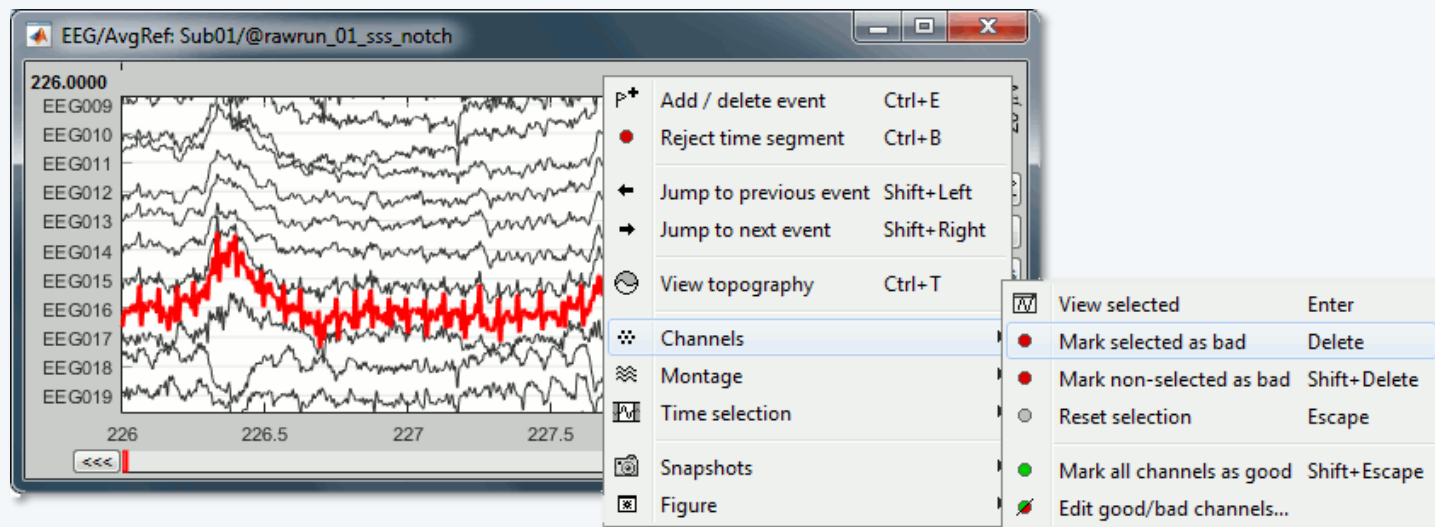 EEG/AvgRef: Sub01/@rawrun_01_sss_notch
226.0000
EEG009
EEG010
EEG011
EEG012
EEG013
EEG014
EEG015
EEG016
EEG017
EEG018
EEG019
226 226.5 227 227.5
<<<
Add / delete event Ctrl+E
Reject time segment Ctrl+B
Jump to previous event Shift+Left
Jump to next event Shift+Right
View topography Ctrl+T
Channels
Montage
Time selection
Snapshots
Figure
View selected Enter
Mark selected as bad Delete
Mark non-selected as bad Shift+Delete
Reset selection Escape
Mark all channels as good Shift+Escape
Edit good/bad channels...